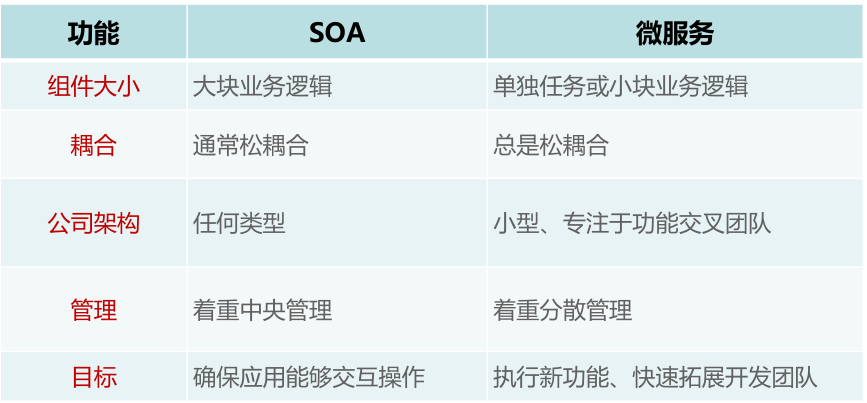 功能 SOA 微服务
组件大小 大块业务逻辑 单独任务或小块业务逻辑
耦合 通常松耦合 总是松耦合
公司架构 任何类型 小型、专注于功能交叉团队
管理 着重中央管理 着重分散管理
目标 确保应用能够交互操作 执行新功能、快速拓展开发团队